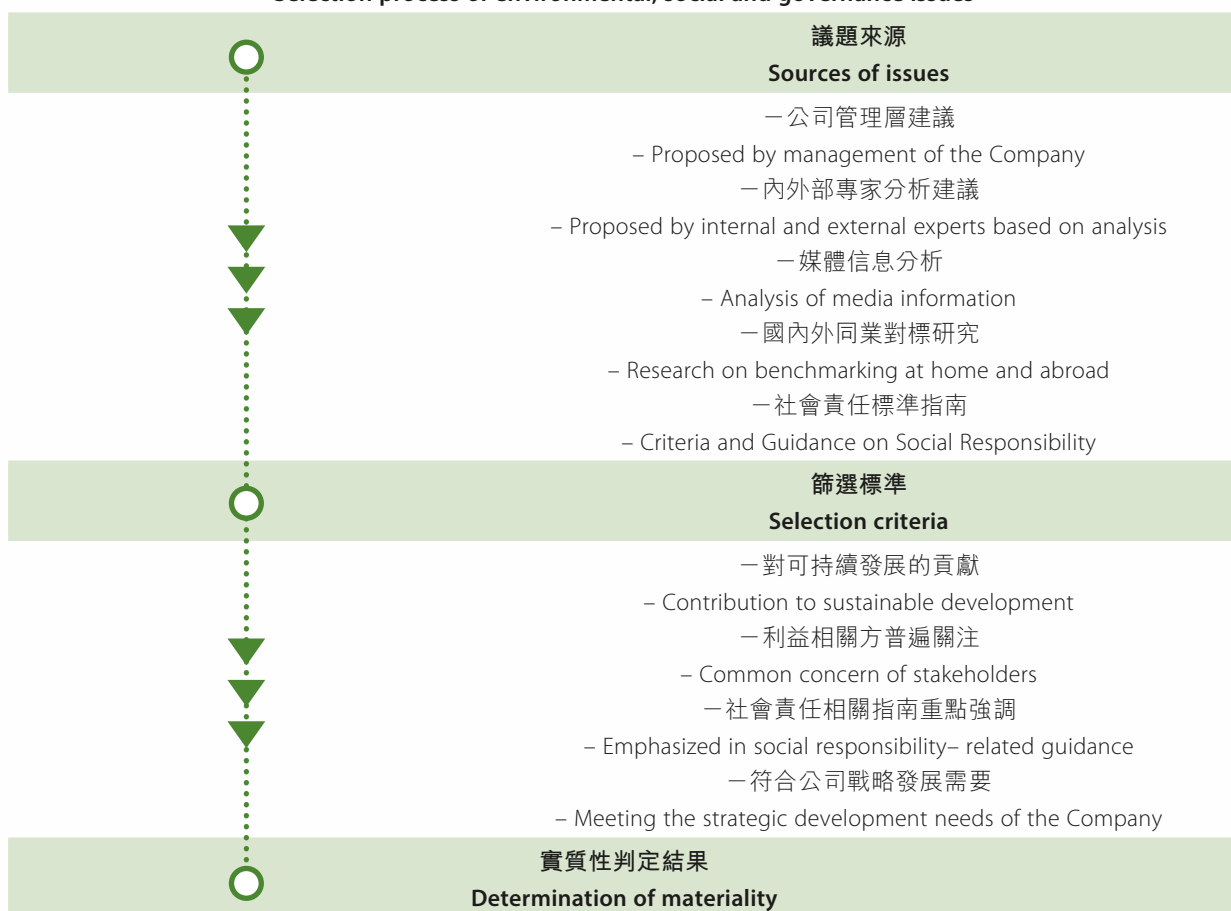 Selection process of environmental, social and governance issues
議題來源
Sources of issues
－公司管理層建議
– Proposed by management of the Company
－內外部專家分析建議
– Proposed by internal and external experts based on analysis
－媒體信息分析
– Analysis of media information
－國內外同業對標研究
– Research on benchmarking at home and abroad
－社會責任標準指南
– Criteria and Guidance on Social Responsibility
篩選標準
Selection criteria
－對可持續發展的貢獻
– Contribution to sustainable development
－利益相關方普遍關注
– Common concern of stakeholders
－社會責任相關指南重點強調
– Emphasized in social responsibility– related guidance
－符合公司戰略發展需要
– Meeting the strategic development needs of the Company
實質性判定結果
Determination of materiality